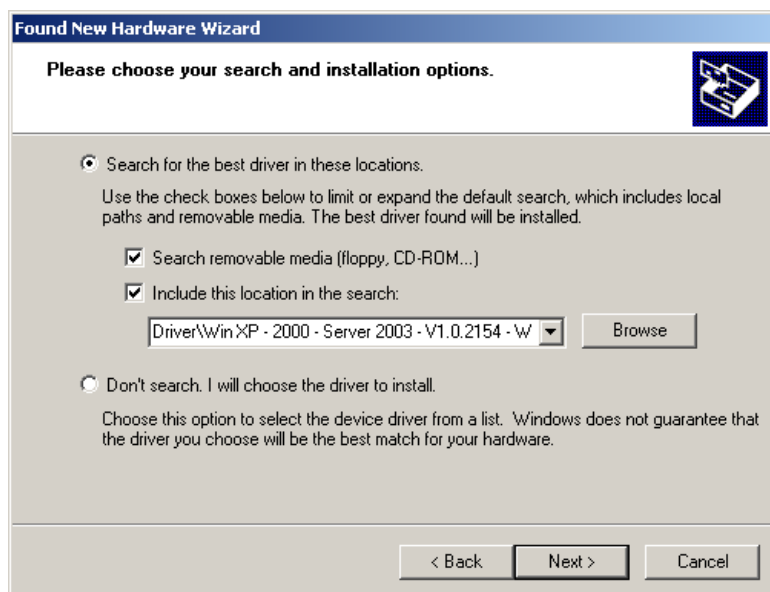 Found New Hardware Wizard
Please choose your search and installation options.
Search for the best driver in these locations.
Use the check boxes below to limit or expand the default search, which includes local
paths and removable media. The best driver found will be installed.
Search removable media (floppy, CD-ROM...)
Include this location in the search:
Driver\Win XP - 2000 - Server 2003 - V1.0.2154 - W
Browse
Don't search. I will choose the driver to install.
Choose this option to select the device driver from a list. Windows does not guarantee that
the driver you choose will be the best match for your hardware.
< Back Next > Cancel